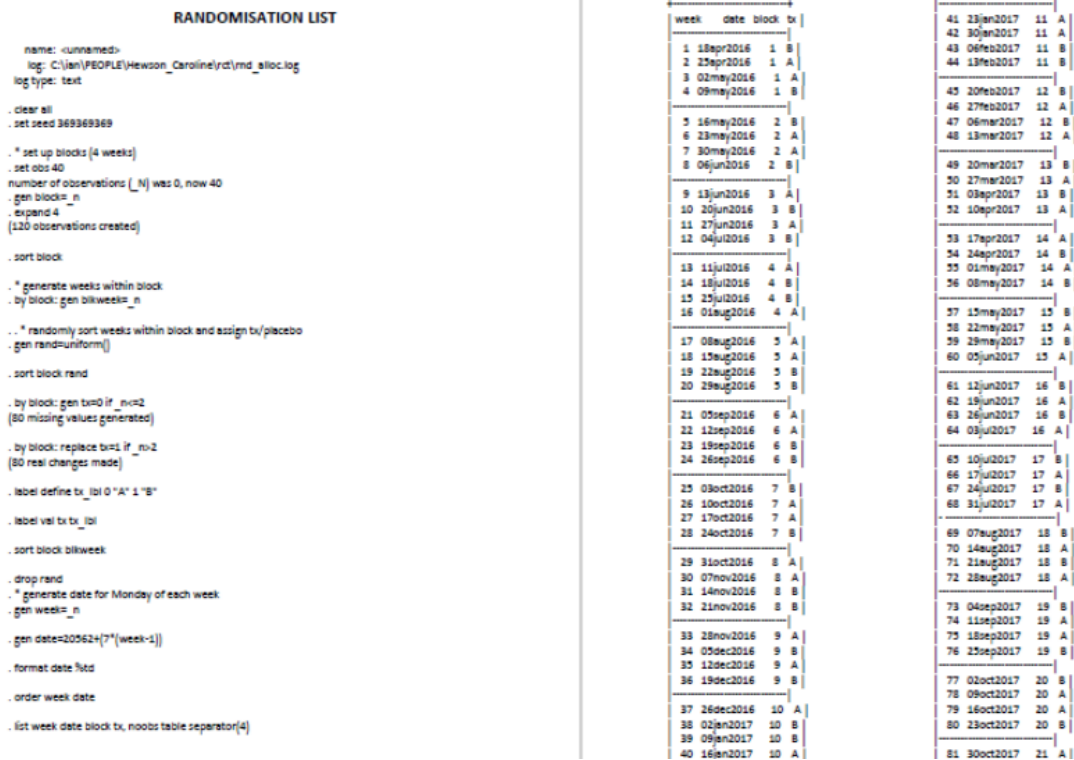 RANDOMISATION LIST
name: <unnamed>
log: C:\ian\PEOPLE\Hewson_Caroline\rct\rnd_alloc.log
log type: text
. clear all
. set seed 369369369
. * set up blocks (4 weeks)
. set obs 40
number of observations (_N) was 0, now 40
. gen block=_n
. expand 4
(120 observations created)
. sort block
. * generate weeks within block
. by block: gen blkweek=_n
. . * randomly sort weeks within block and assign tx/placebo
. gen rand=uniform()
. sort block rand
. by block: gen tx=0 if _n<=2
(80 missing values generated)
. by block: replace tx=1 if _n>2
(80 real changes made)
. label define tx_lbl 0 "A" 1 "B"
. label val tx tx_lbl
. sort block blkweek
. drop rand
. * generate date for Monday of each week
. gen week=_n
. gen date=20562+(7*(week-1))
. format date %td
. order week date
. list week date block tx, noobs table separator(4)
week date block tx
1 18apr2016 1 B
2 25apr2016 1 A
3 02may2016 1 A
4 09may2016 1 B
5 16may2016 2 B
6 23may2016 2 A
7 30may2016 2 A
8 06jun2016 2 B
9 13jun2016 3 A
10 20jun2016 3 B
11 27jun2016 3 A
12 04jul2016 3 B
13 11jul2016 4 A
14 18jul2016 4 B
15 25jul2016 4 B
16 01aug2016 4 A
17 08aug2016 5 A
18 15aug2016 5 A
19 22aug2016 5 B
20 29aug2016 5 B
21 05sep2016 6 A
22 12sep2016 6 A
23 19sep2016 6 B
24 26sep2016 6 B
25 03oct2016 7 B
26 10oct2016 7 A
27 17oct2016 7 A
28 24oct2016 7 B
29 31oct2016 8 A
30 07nov2016 8 A
31 14nov2016 8 B
32 21nov2016 8 B
33 28nov2016 9 A
34 05dec2016 9 B
35 12dec2016 9 A
36 19dec2016 9 B
37 26dec2016 10 A
38 02jan2017 10 B
39 09jan2017 10 B
40 16jan2017 10 A
41 23jan2017 11 A
42 30jan2017 11 A
43 06feb2017 11 B
44 13feb2017 11 B
45 20feb2017 12 B
46 27feb2017 12 A
47 06mar2017 12 B
48 13mar2017 12 A
49 20mar2017 13 B
50 27mar2017 13 A
51 03apr2017 13 B
52 10apr2017 13 A
53 17apr2017 14 A
54 24apr2017 14 B
55 01may2017 14 A
56 08may2017 14 B
57 15may2017 15 B
58 22may2017 15 A
59 29may2017 15 B
60 05jun2017 15 A
61 12jun2017 16 B
62 19jun2017 16 A
63 26jun2017 16 B
64 03jul2017 16 A
65 10jul2017 17 B
66 17jul2017 17 A
67 24jul2017 17 B
68 31jul2017 17 A
69 07aug2017 18 B
70 14aug2017 18 A
71 21aug2017 18 B
72 28aug2017 18 A
73 04sep2017 19 B
74 11sep2017 19 A
75 18sep2017 19 A
76 25sep2017 19 B
77 02oct2017 20 B
78 09oct2017 20 A
79 16oct2017 20 A
80 23oct2017 20 B
81 30oct2017 21 A